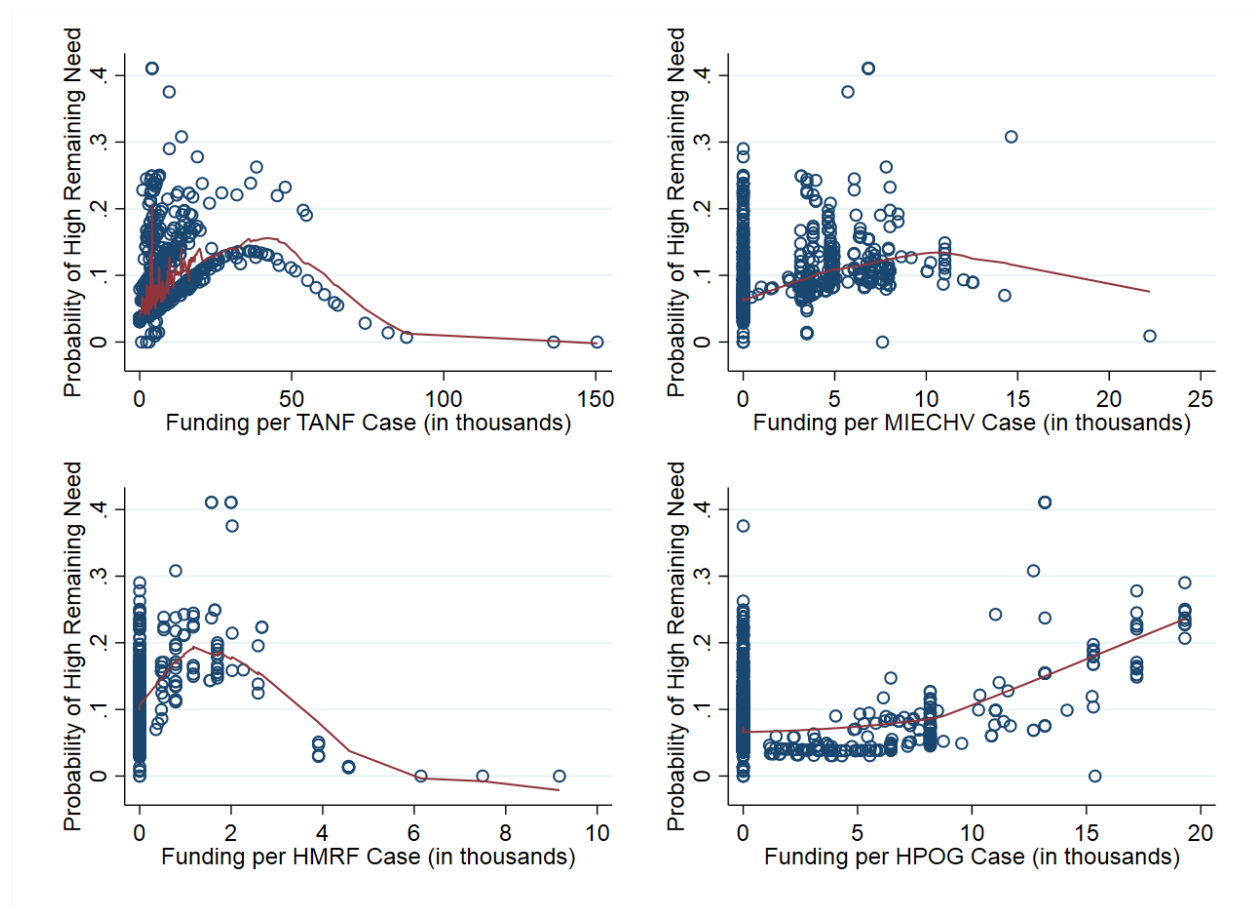 Probability of High Remaining Need
.4
.3
.2
.1
0
0 50 100 150
Funding per TANF Case (in thousands)
Probability of High Remaining Need
.4
.3
.2
.1
0
0 5 10 15 20 25
Funding per MIECHV Case (in thousands)
Probability of High Remaining Need
.4
.3
.2
.1
0
0 2 4 6 8 10
Funding per HMRF Case (in thousands)
Probability of High Remaining Need
.4
.3
.2
.1
0
0 5 10 15 20
Funding per HPOG Case (in thousands)